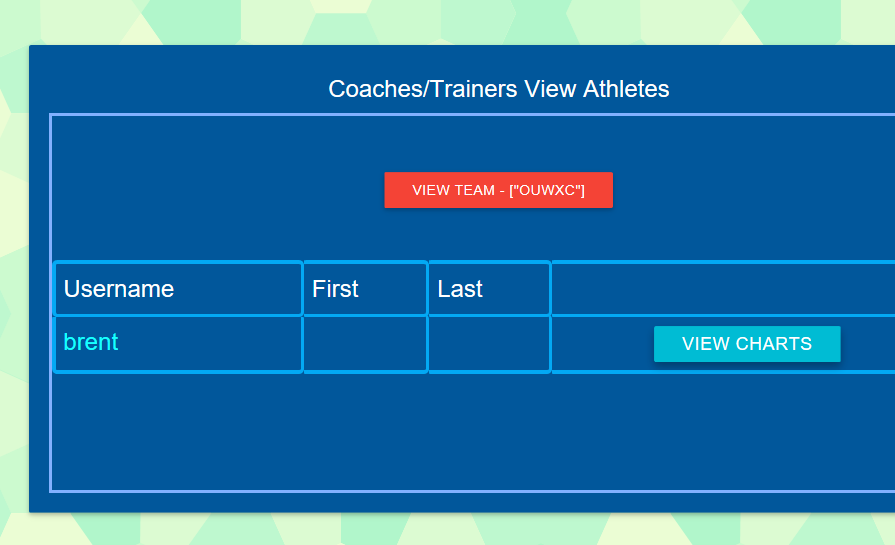 Coaches/Trainers View Athletes
VIEW TEAM - ["OUWXC"]
Username First Last
brent VIEW CHARTS